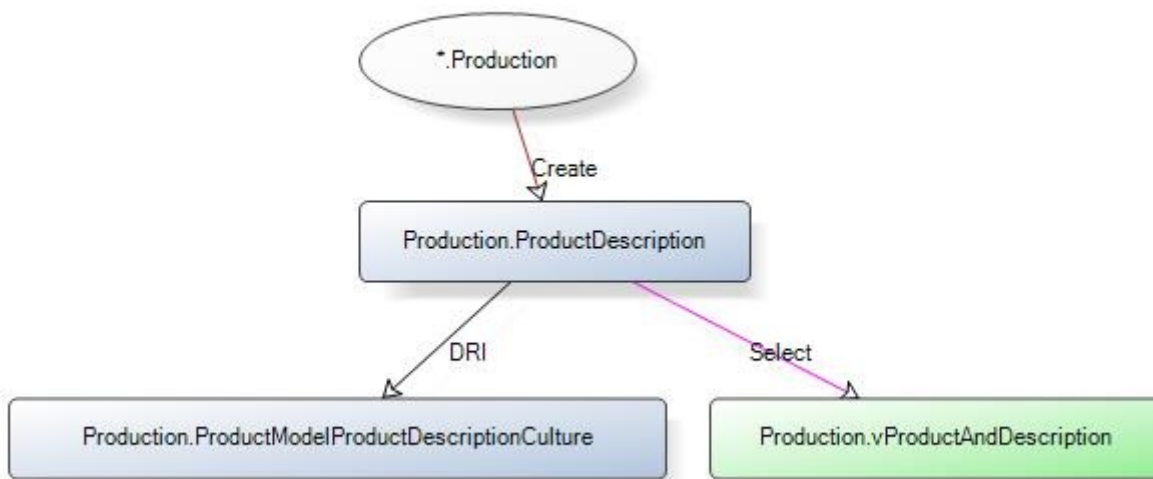 *.Production
Create
Production.ProductDescription
DRI
Select
Production.ProductModelProductDescriptionCulture
Production.vProductAndDescription